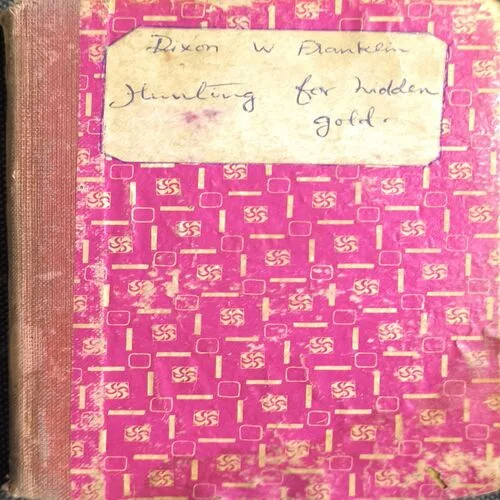 Dixon W Franklin
Hunting for hidden
gold.